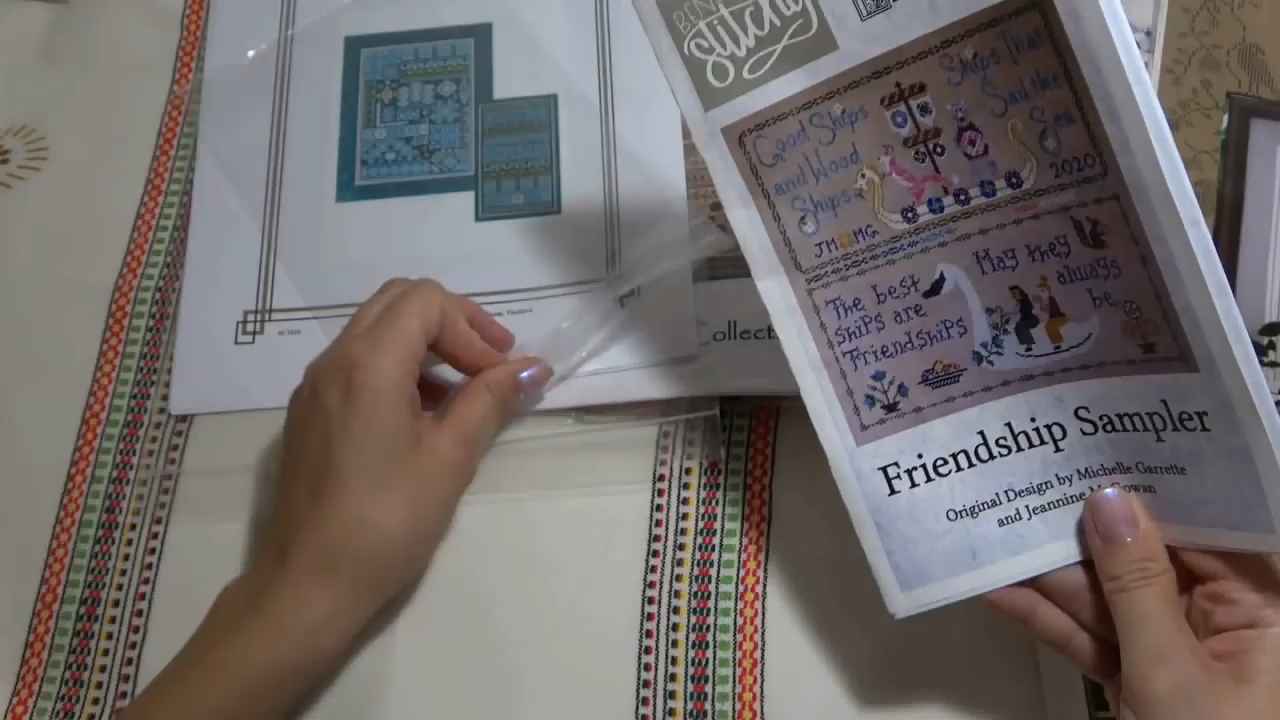 BEN
Stitchy
Good Ships
and Wood
Ships
Ships That
Sail the
Sea
2020
JM MG
The best
ships are
Friendships
May they
always
be
Friendship Sampler
Original Design by Michelle Garrette
and Jeannine
Collect